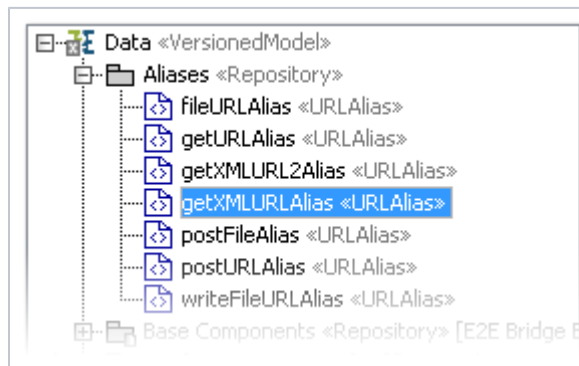 Data «VersionedModel»
Aliases «Repository»
fileURLAlias «URLAlias»
getURLAlias «URLAlias»
getXMLURL2Alias «URLAlias»
getXMLURLAlias «URLAlias»
postFileAlias «URLAlias»
postURLAlias «URLAlias»
writeFileURLAlias «URLAlias»
Base Components «Repository» [E2E Bridge B